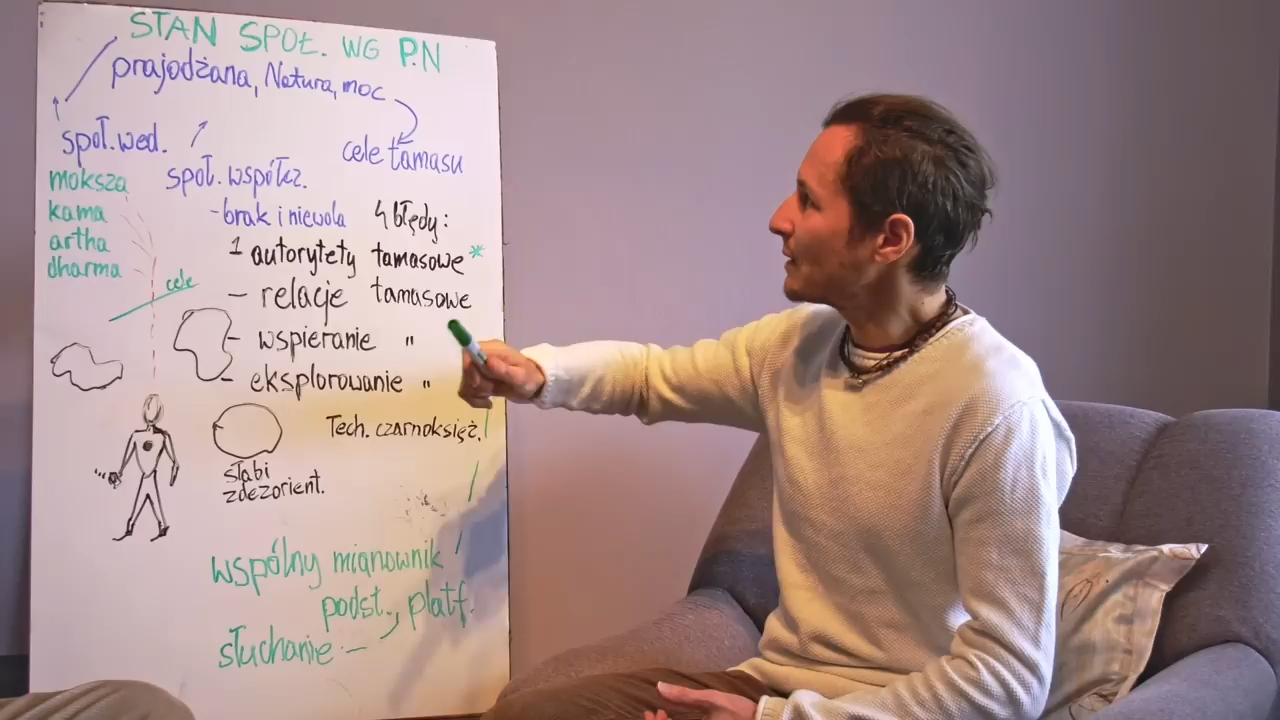 STAN SPOŁ. WG P.N
prajodżana, Natura, moc
społ. wed.
cele tamasu
moksza
kama
artha
dharma
cele
społ. współcz.
- brak i niewola
4 błędy:
1 autorytety tamasowe *
- relacje tamasowe
- wspieranie "
- eksplorowanie "
Tech. czarnoksięż.
słabi
zdezorient.
wspólny mianownik
podst., platf.
słuchanie -